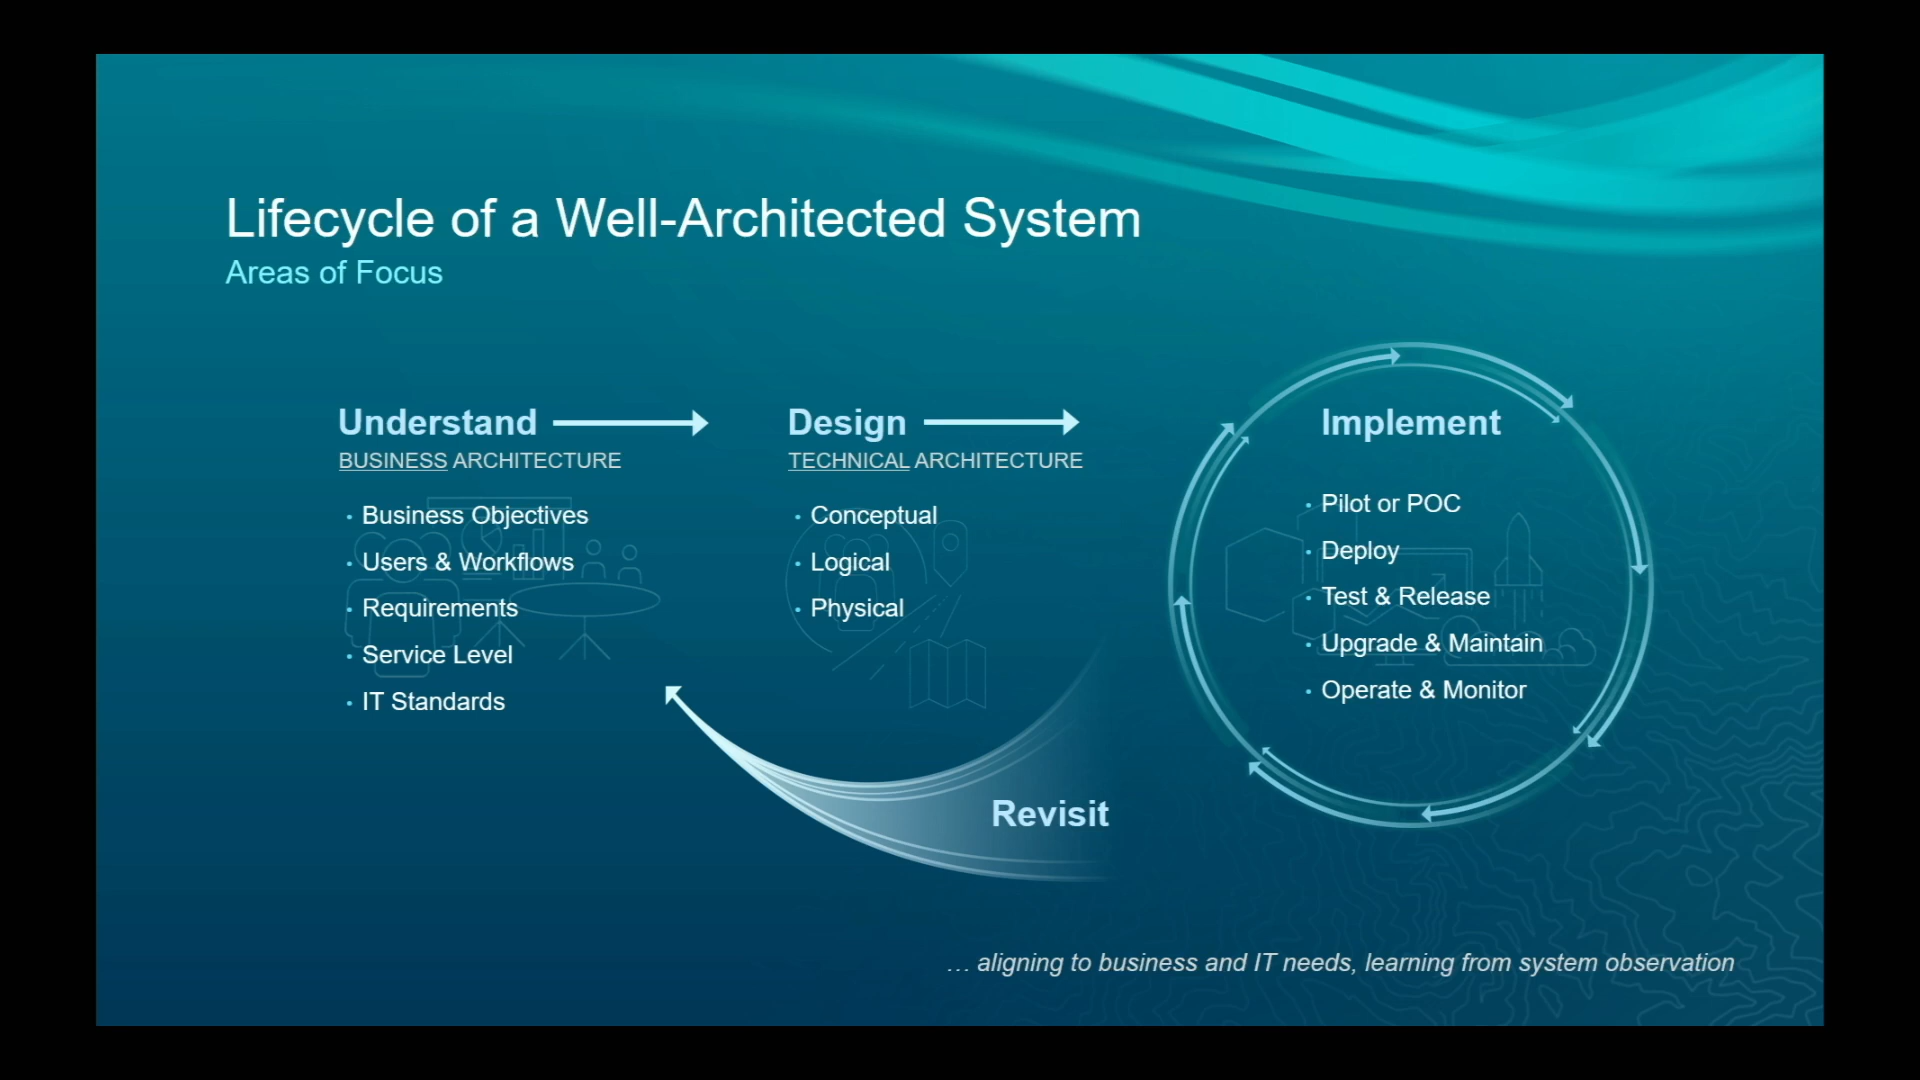 Lifecycle of a Well-Architected System
Areas of Focus
Understand
BUSINESS ARCHITECTURE
• Business Objectives
• Users & Workflows
• Requirements
• Service Level
• IT Standards
Design
TECHNICAL ARCHITECTURE
• Conceptual
• Logical
• Physical
Implement
• Pilot or POC
• Deploy
• Test & Release
• Upgrade & Maintain
• Operate & Monitor
Revisit
… aligning to business and IT needs, learning from system observation